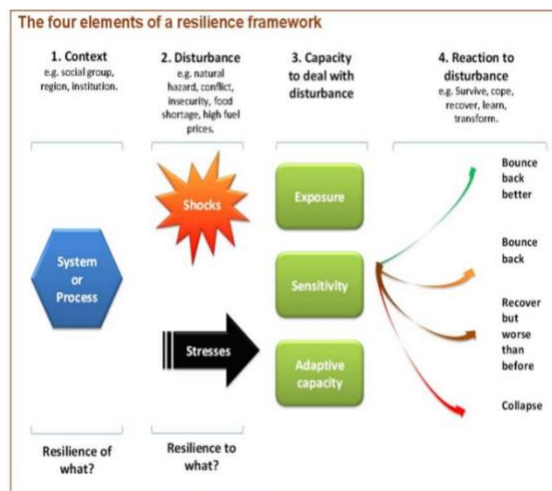 The four elements of a resilience framework
1. Context
e.g. social group,
region, institution.
2. Disturbance
e.g. natural
hazard, conflict,
insecurity, food
shortage, high fuel
prices.
3. Capacity
to deal with
disturbance
4. Reaction to
disturbance
e.g. Survive, cope,
recover, learn,
transform.
System
or
Process
Shocks
Stresses
Exposure
Sensitivity
Adaptive
capacity
Bounce
back
better
Bounce
back
Recover
but
worse
than
before
Collapse
Resilience of
what?
Resilience to
what?